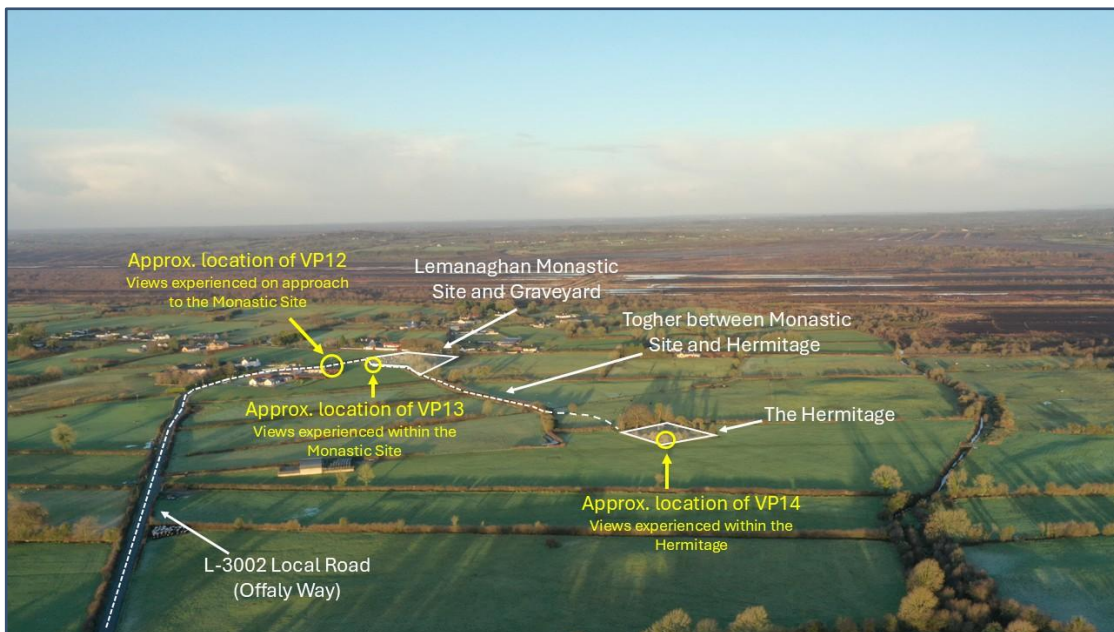 Approx. location of VP12
Views experienced on approach
to the Monastic Site
Lemanaghan Monastic
Site and Graveyard
Togher between Monastic
Site and Hermitage
Approx. location of VP13
Views experienced within the
Monastic Site
The Hermitage
Approx. location of VP14
Views experienced within the
Hermitage
L-3002 Local Road
(Offaly Way)